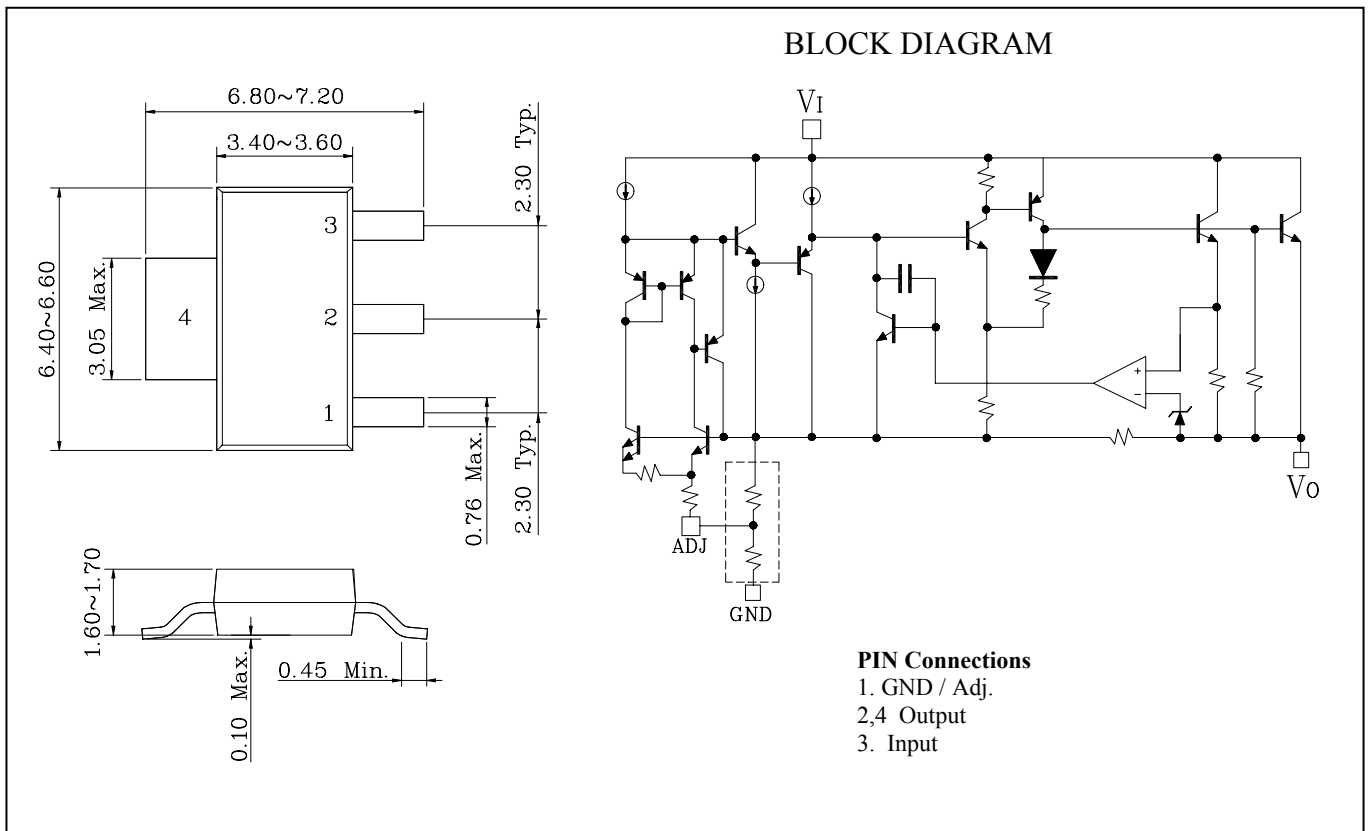 BLOCK DIAGRAM
6.80~7.20
3.40~3.60
2.30 Typ.
6.40~6.60
3.05 Max.
3
4
2
1
0.76 Max.
2.30 Typ.
1.60~1.70
0.10 Max.
0.45 Min.
VI
+
−
VO
ADJ
GND
PIN Connections
1. GND / Adj.
2,4 Output
3. Input